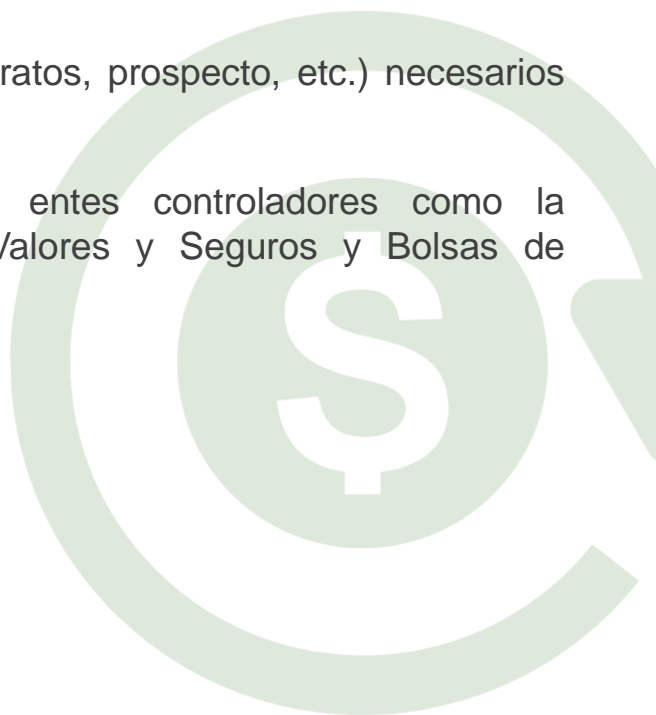 ratos, prospecto, etc.) necesarios
entes controladores como la
Valores y Seguros y Bolsas de
$